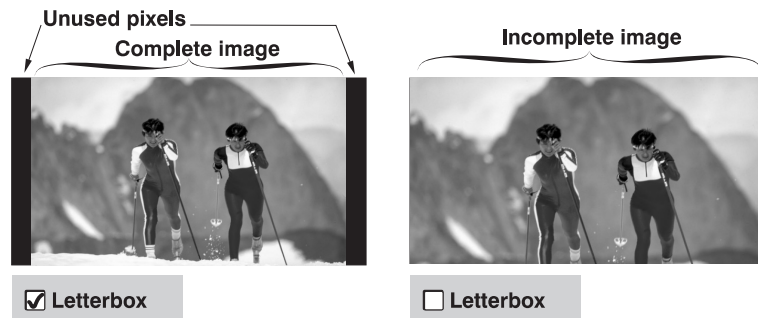 Unused pixels
Complete image
Incomplete image
Letterbox
Letterbox